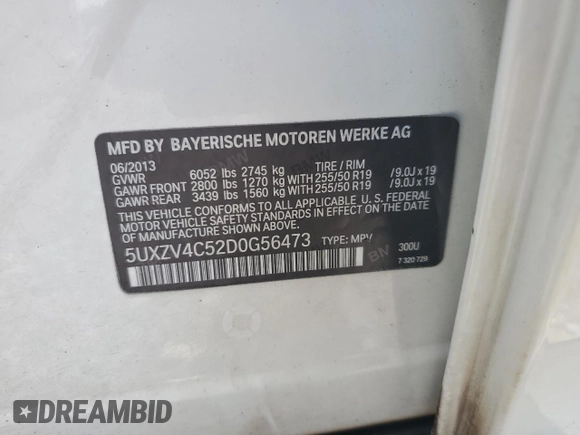 MFD BY BAYERISCHE MOTOREN WERKE AG
06/2013
GVWR 6052 lbs 2745 kg TIRE / RIM
GAWR FRONT 2800 lbs 1270 kg WITH 255/50 R19 / 9.0J x 19
GAWR REAR 3439 lbs 1560 kg WITH 255/50 R19 / 9.0J x 19
THIS VEHICLE CONFORMS TO ALL APPLICABLE U.S. FEDERAL
MOTOR VEHICLE SAFETY STANDARDS IN EFFECT ON THE DATE
OF MANUFACTURE SHOWN ABOVE.
5UXZV4C52D0G56473 TYPE: MPV 300U
7 320 729
DREAMBID